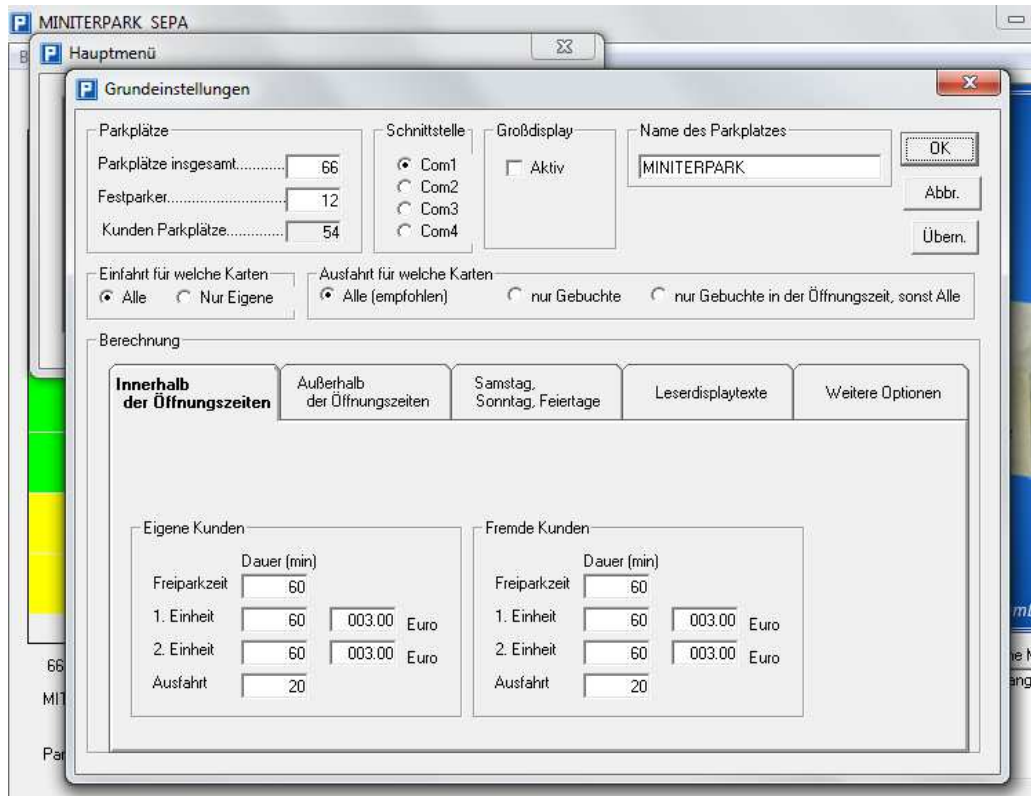 MINITERPARK SEPA
Hauptmenü
Grundeinstellungen
Parkplätze
Parkplätze insgesamt........... 66
Festparker............................ 12
Kunden Parkplätze............. 54
Schnittstelle
Com1
Com2
Com3
Com4
Großdisplay
Aktiv
Name des Parkplatzes
MINITERPARK
OK
Abbr.
Übern.
Einfahrt für welche Karten
Alle Nur Eigene
Ausfahrt für welche Karten
Alle (empfohlen) nur Gebuchte nur Gebuchte in der Öffnungszeit, sonst Alle
Berechnung
Innerhalb
der Öffnungszeiten
Außerhalb
der Öffnungszeiten
Samstag,
Sonntag, Feiertage
Leserdisplaytexte
Weitere Optionen
Eigene Kunden
Dauer (min)
Freiparkzeit 60
1. Einheit 60 003.00 Euro
2. Einheit 60 003.00 Euro
Ausfahrt 20
Fremde Kunden
Dauer (min)
Freiparkzeit 60
1. Einheit 60 003.00 Euro
2. Einheit 60 003.00 Euro
Ausfahrt 20
66